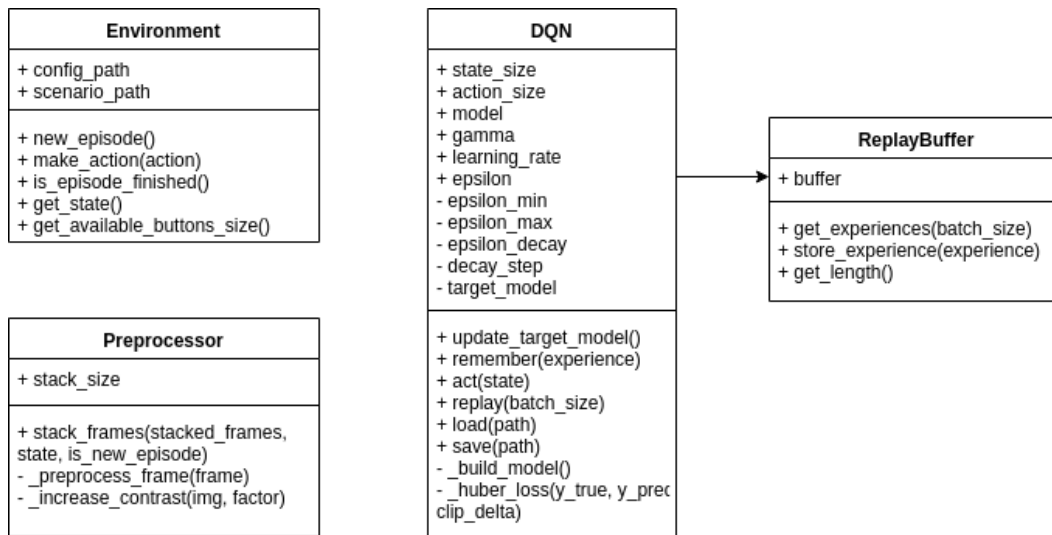 Environment
+ config_path
+ scenario_path
+ new_episode()
+ make_action(action)
+ is_episode_finished()
+ get_state()
+ get_available_buttons_size()
Preprocessor
+ stack_size
+ stack_frames(stacked_frames,
state, is_new_episode)
- _preprocess_frame(frame)
- _increase_contrast(img, factor)
DQN
+ state_size
+ action_size
+ model
+ gamma
+ learning_rate
+ epsilon
- epsilon_min
- epsilon_max
- epsilon_decay
- decay_step
- target_model
+ update_target_model()
+ remember(experience)
+ act(state)
+ replay(batch_size)
+ load(path)
+ save(path)
- _build_model()
- _huber_loss(y_true, y_pred
clip_delta)
ReplayBuffer
+ buffer
+ get_experiences(batch_size)
+ store_experience(experience)
+ get_length()